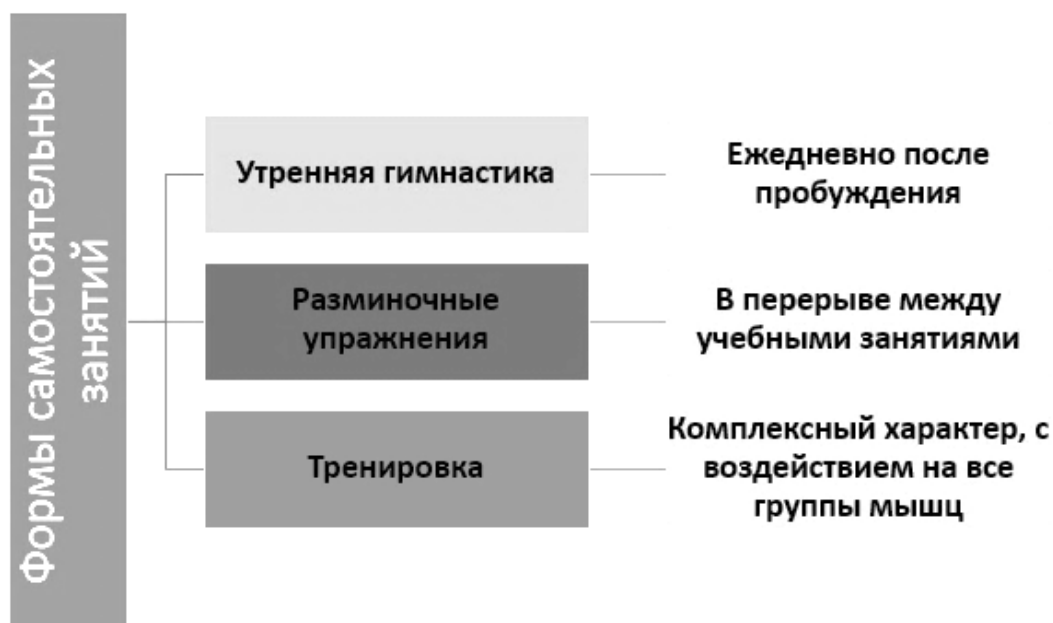 Формы самостоятельных
занятий
Утренняя гимнастика
Ежедневно после
пробуждения
Разминочные
упражнения
В перерыве между
учебными занятиями
Тренировка
Комплексный характер, с
воздействием на все
группы мышц